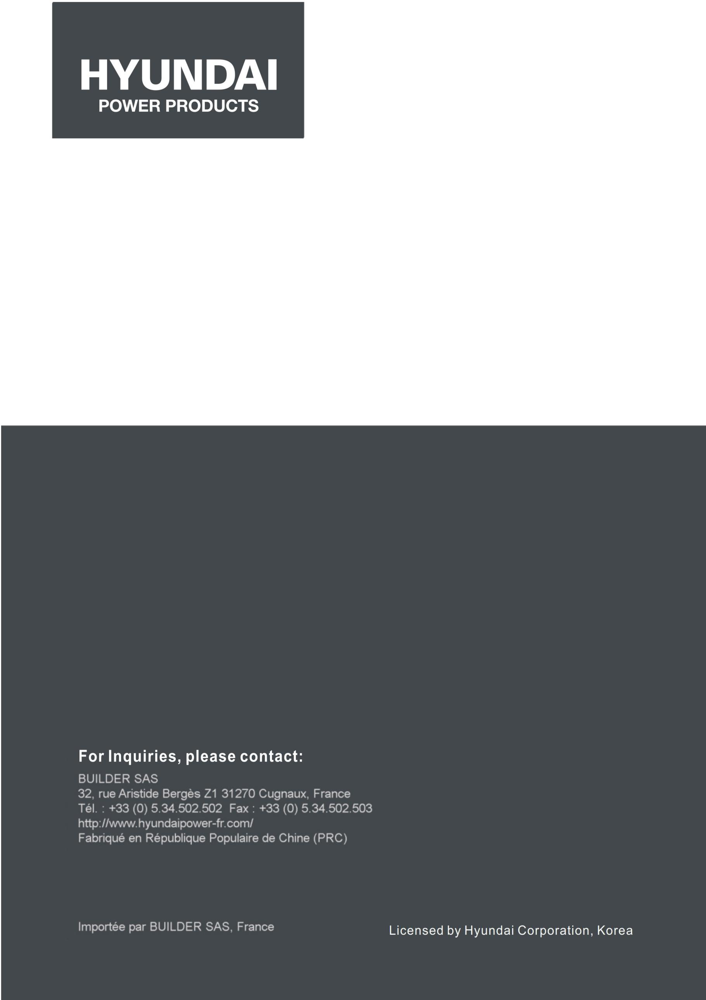 HYUNDAI
POWER PRODUCTS
For Inquiries, please contact:
BUILDER SAS
32, rue Aristide Bergès Z1 31270 Cugnaux, France
Tél. : +33 (0) 5.34.502.502 Fax : +33 (0) 5.34.502.503
http://www.hyundaipower-fr.com/
Fabriqué en République Populaire de Chine (PRC)
Importée par BUILDER SAS, France
Licensed by Hyundai Corporation, Korea